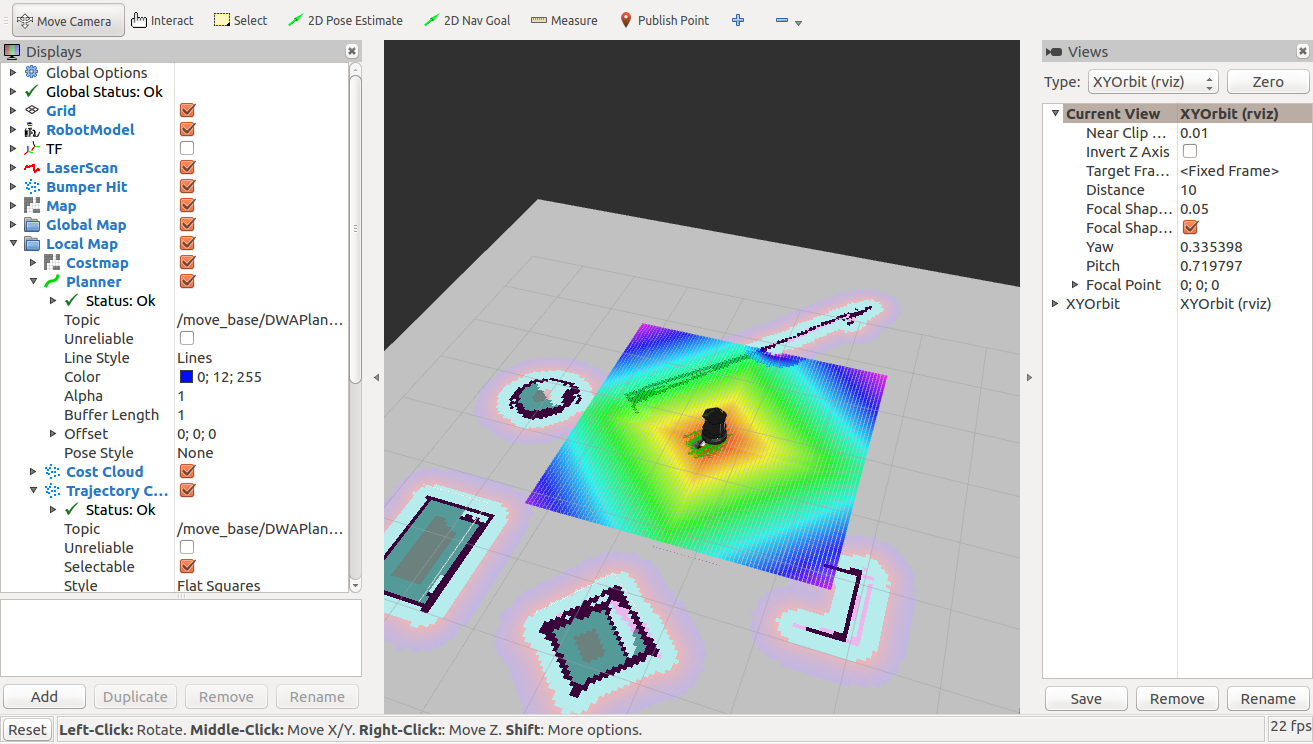 Move Camera Interact Select 2D Pose Estimate 2D Nav Goal Measure Publish Point
Displays
Global Options
Global Status: Ok
Grid
RobotModel
TF
LaserScan
Bumper Hit
Map
Global Map
Local Map
Costmap
Planner
Status: Ok
Topic /move_base/DWAPlan...
Unreliable
Line Style Lines
Color 0; 12; 255
Alpha 1
Buffer Length 1
Offset 0; 0; 0
Pose Style None
Cost Cloud
Trajectory C...
Status: Ok
Topic /move_base/DWAPlan...
Unreliable
Selectable
Style Flat Squares
Add Duplicate Remove Rename
Views
Type: XYOrbit (rviz) Zero
Current View XYOrbit (rviz)
Near Clip ... 0.01
Invert Z Axis
Target Fra... <Fixed Frame>
Distance 10
Focal Shap... 0.05
Focal Shap...
Yaw 0.335398
Pitch 0.719797
Focal Point 0; 0; 0
XYOrbit XYOrbit (rviz)
Save Remove Rename
Reset Left-Click: Rotate. Middle-Click: Move X/Y. Right-Click:: Move Z. Shift: More options. 22 fps